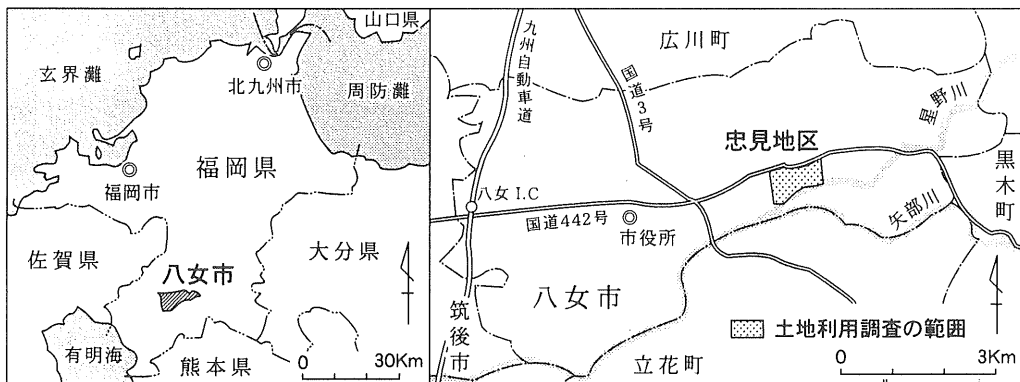 山口県
玄界灘
北九州市
周防灘
福岡県
福岡市
佐賀県
大分県
八女市
有明海
熊本県
0 30Km
広川町
九州自動車道
国道3号
星野川
忠見地区
黒木町
八女I.C
国道442号
市役所
矢部川
八女市
筑後市
土地利用調査の範囲
立花町
0 3Km